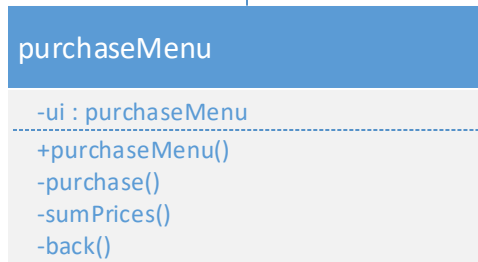 purchaseMenu
-ui : purchaseMenu
+purchaseMenu()
-purchase()
-sumPrices()
-back()